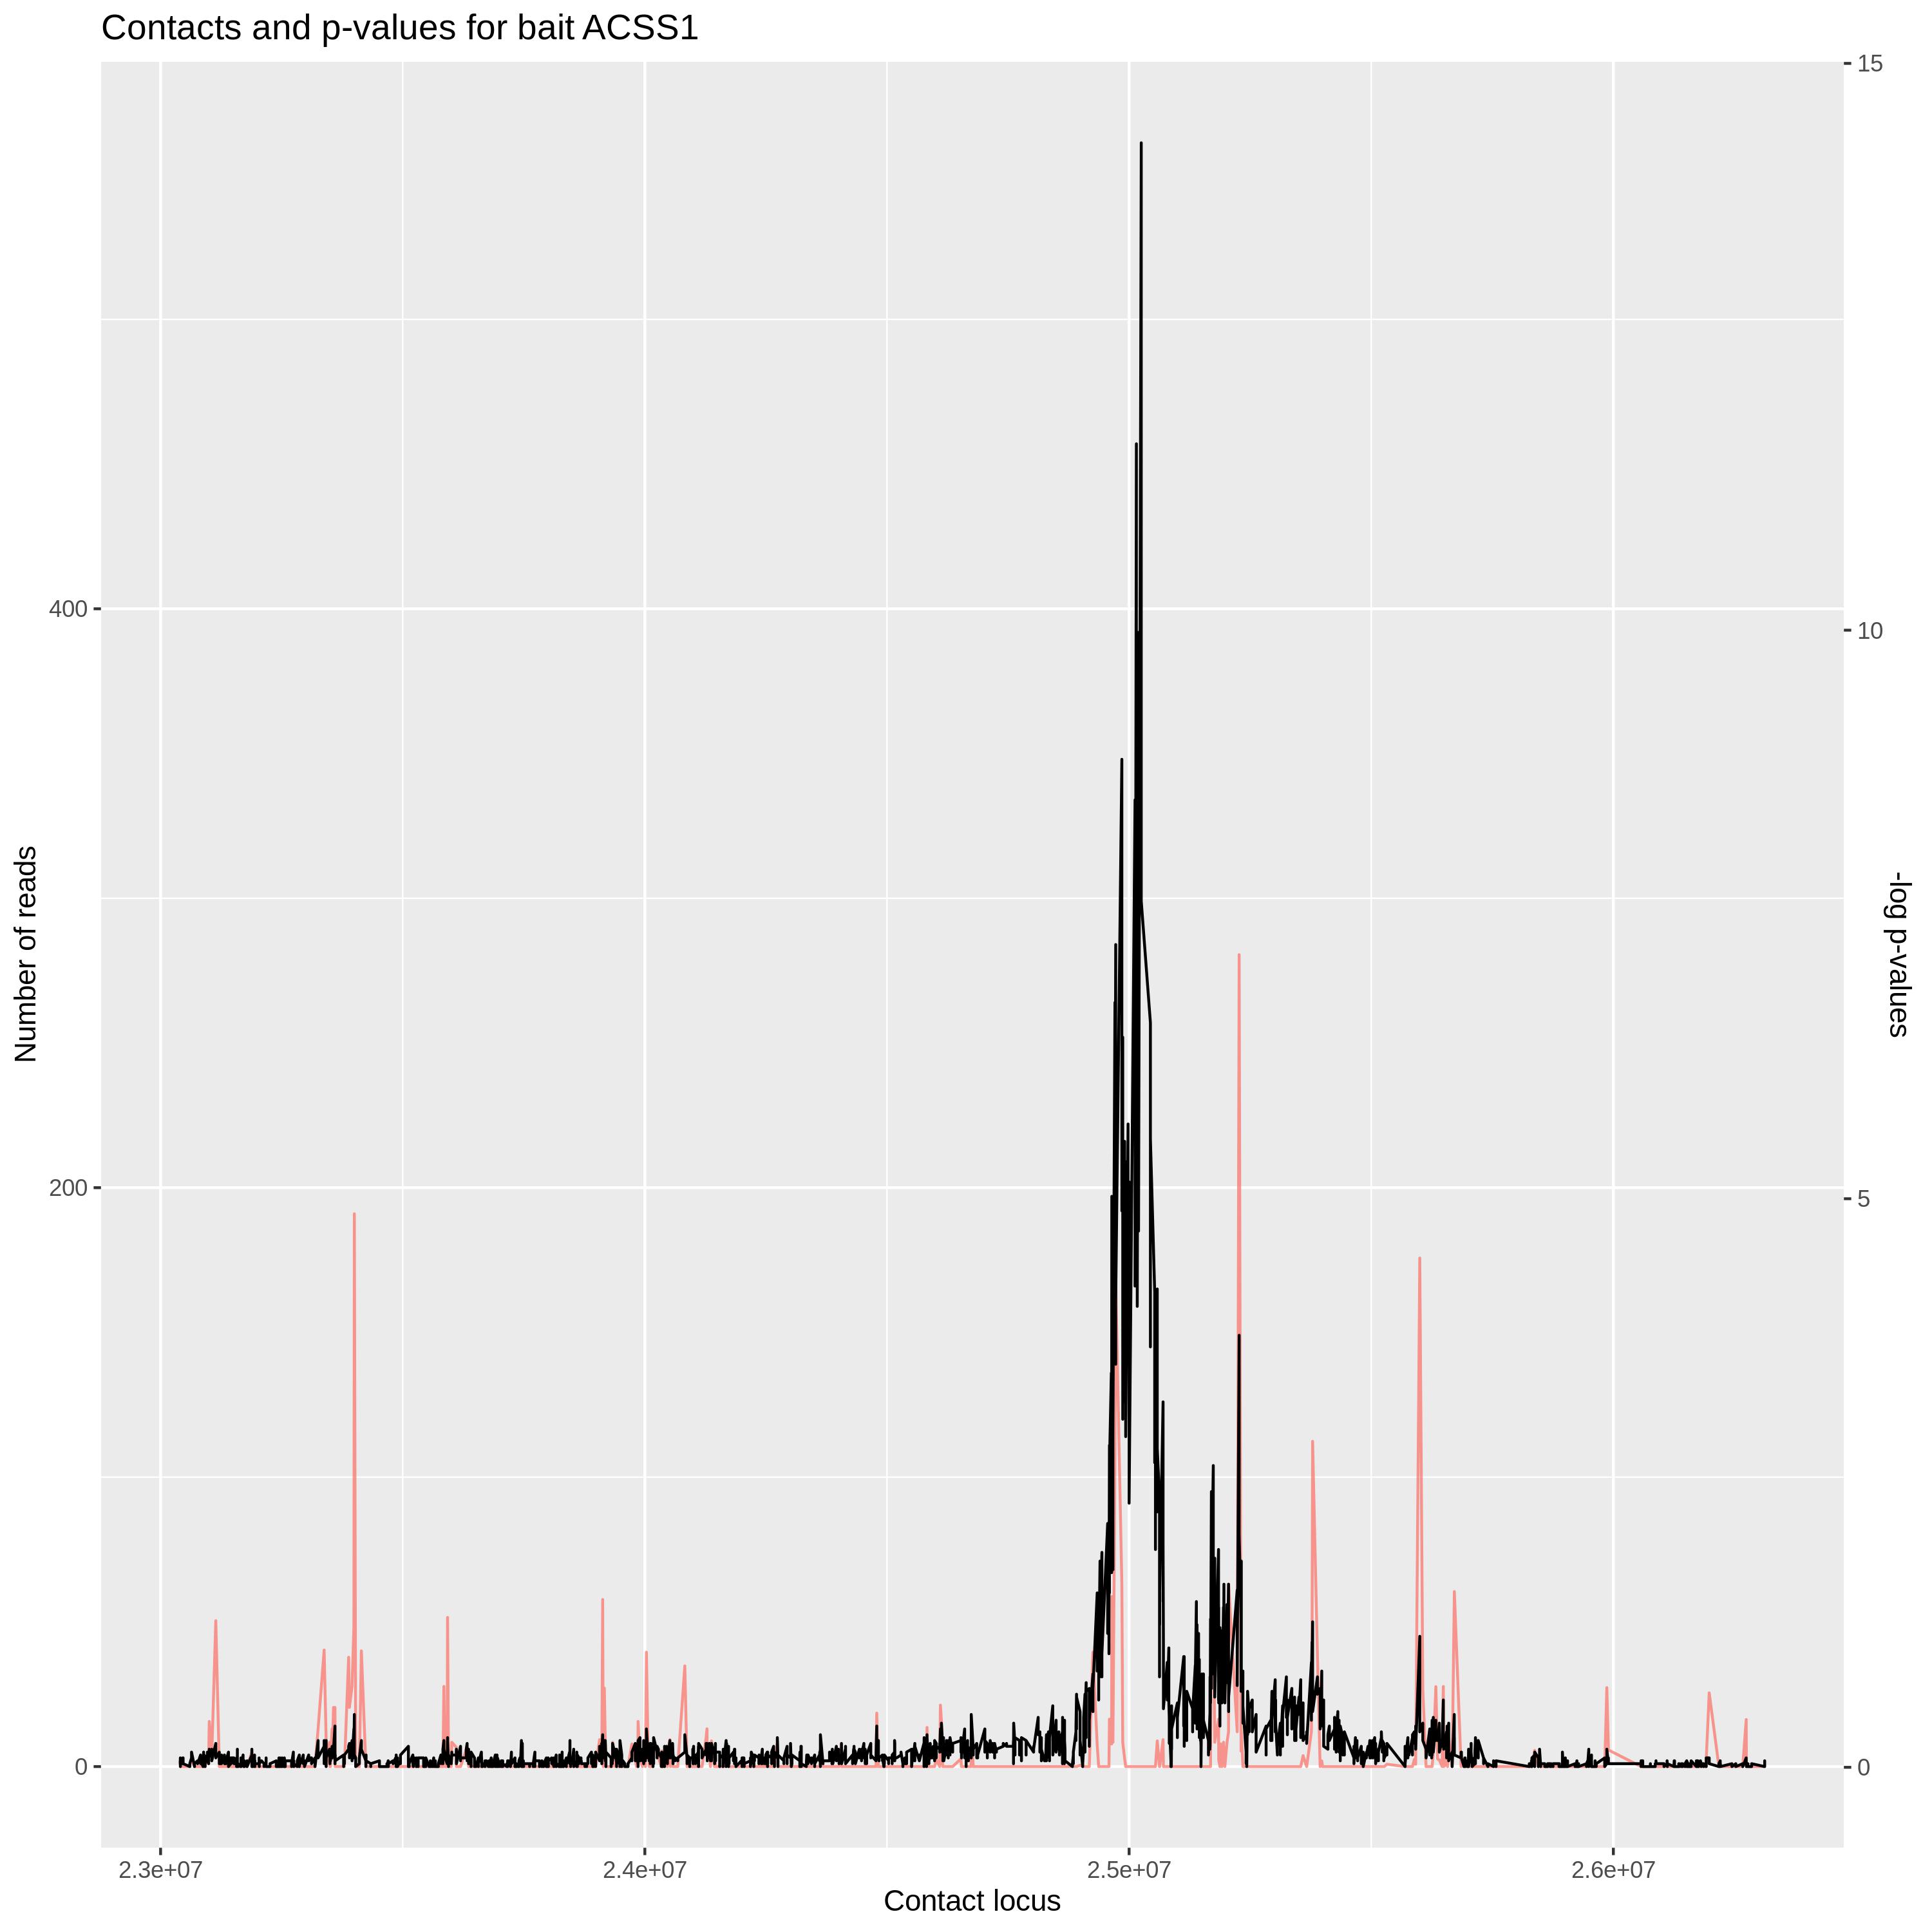 Contacts and p-values for bait ACSS1
15
400
10
Number of reads
-log p-values
200
5
0
0
2.3e+07
2.4e+07
2.5e+07
2.6e+07
Contact locus